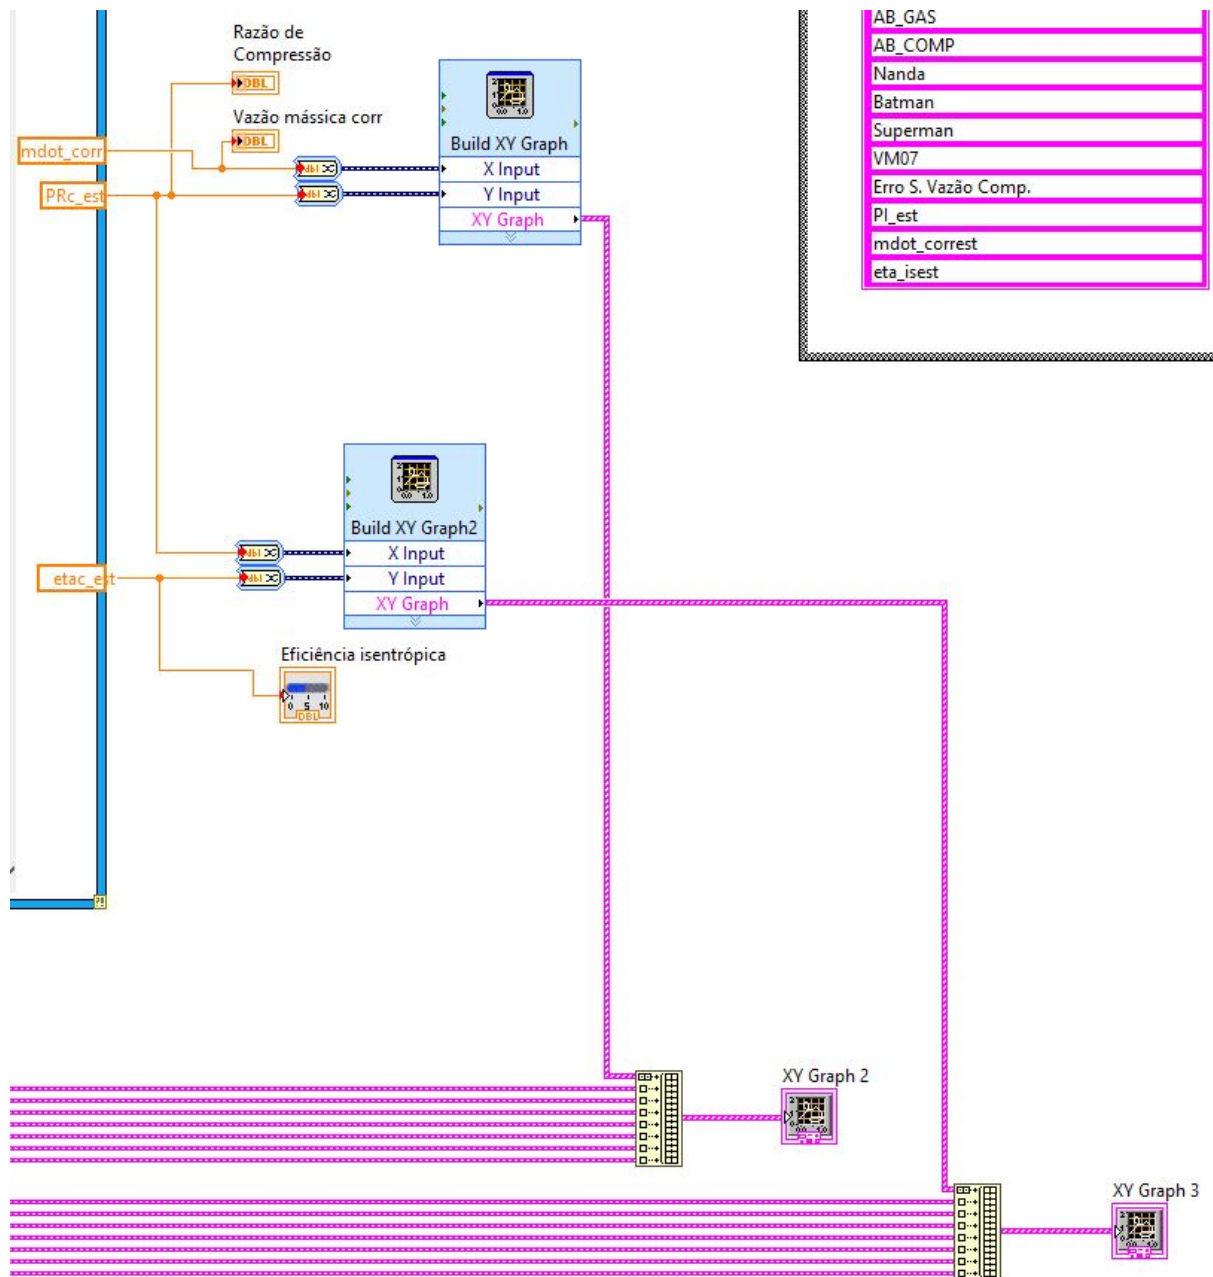 Razão de
Compressão
DBL
Vazão mássica corr
DBL
mdot_corr
PRc_est
Build XY Graph
X Input
Y Input
XY Graph
AB_GAS
AB_COMP
Nanda
Batman
Superman
VM07
Erro S. Vazão Comp.
PI_est
mdot_correst
eta_isest
Build XY Graph2
X Input
Y Input
XY Graph
etac_est
Eficiência isentrópica
0 5 10
DBL
XY Graph 2
XY Graph 3